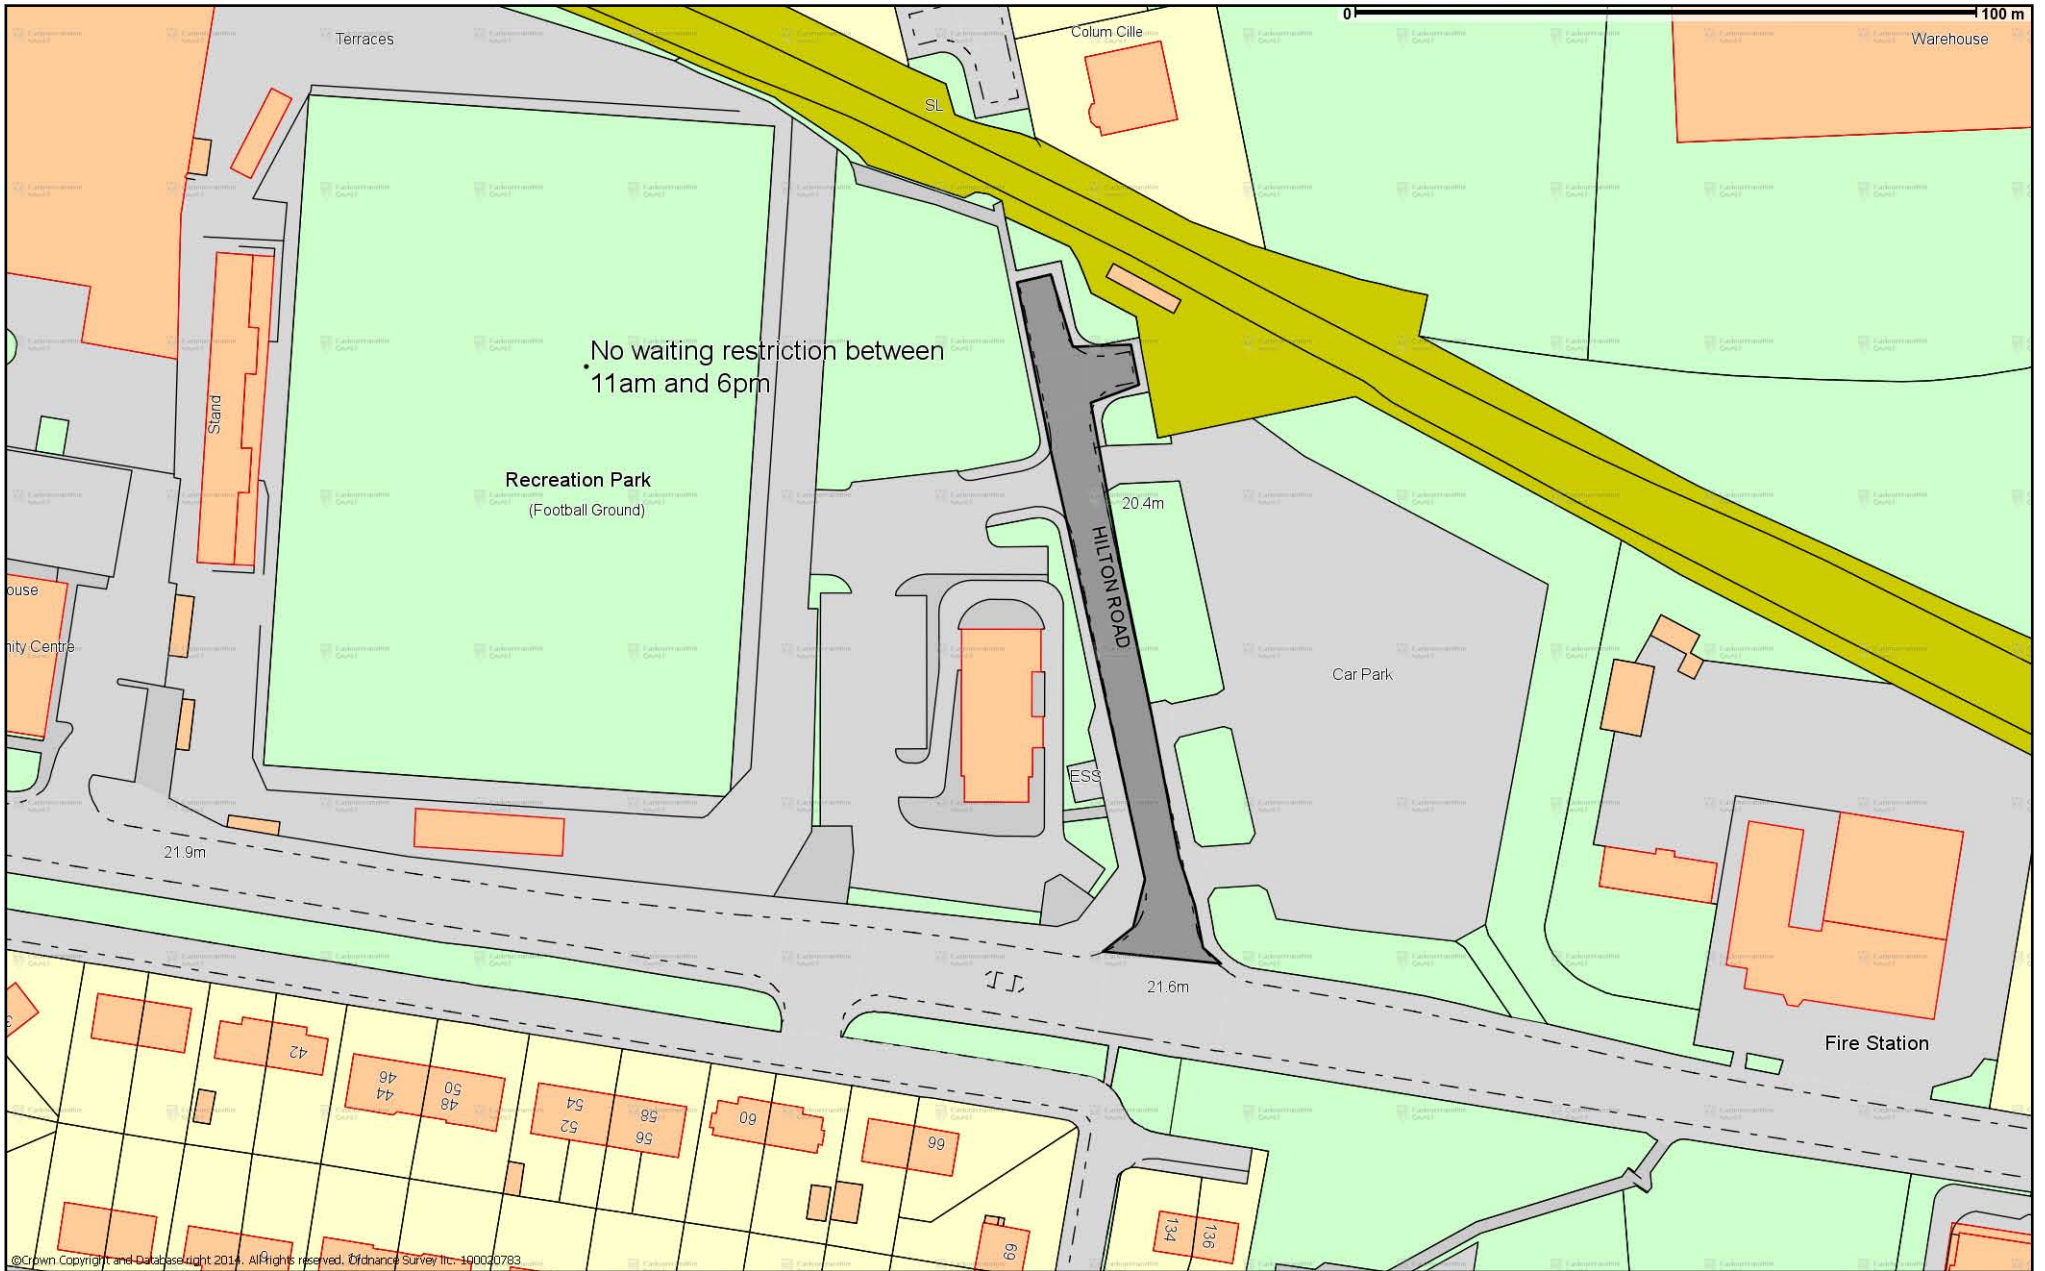 0
100 m
Terraces
Colum Cille
Warehouse
SL
No waiting restriction between
11am and 6pm
Stand
Recreation Park
(Football Ground)
20.4m
HILTON ROAD
ouse
nity Centre
Car Park
ESS
21.9m
21.6m
Fire Station
42
46
44
50
48
54
52
58
56
60
66
134
136
69
©Crown Copyright and Database right 2014. All rights reserved. Ordnance Survey lic. 100020783